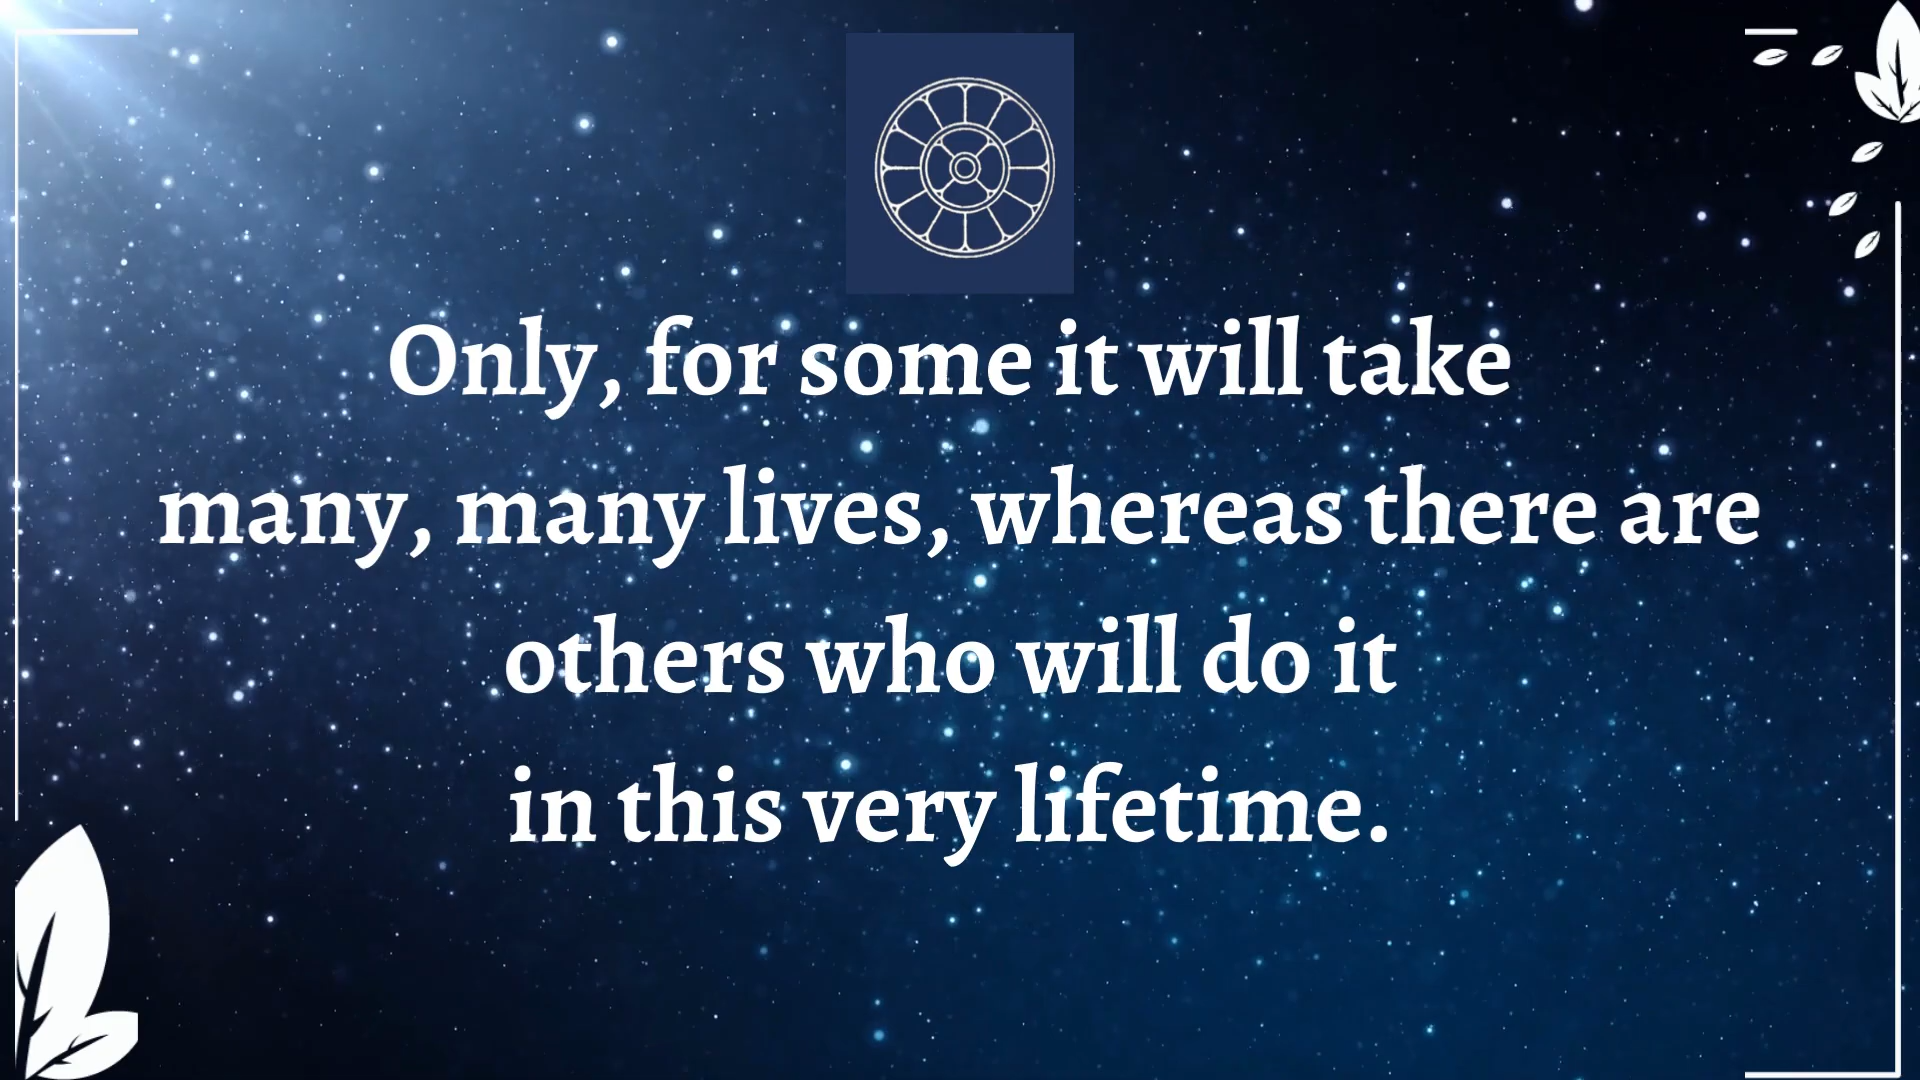 Only, for some it will take
many, many lives, whereas there are
others who will do it
in this very lifetime.